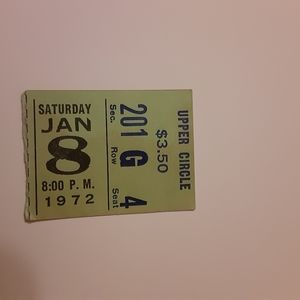 SATURDAY
JAN
8
8:00 P. M.
1972
UPPER CIRCLE
$3.50
201 G 4
Sec. Row Seat